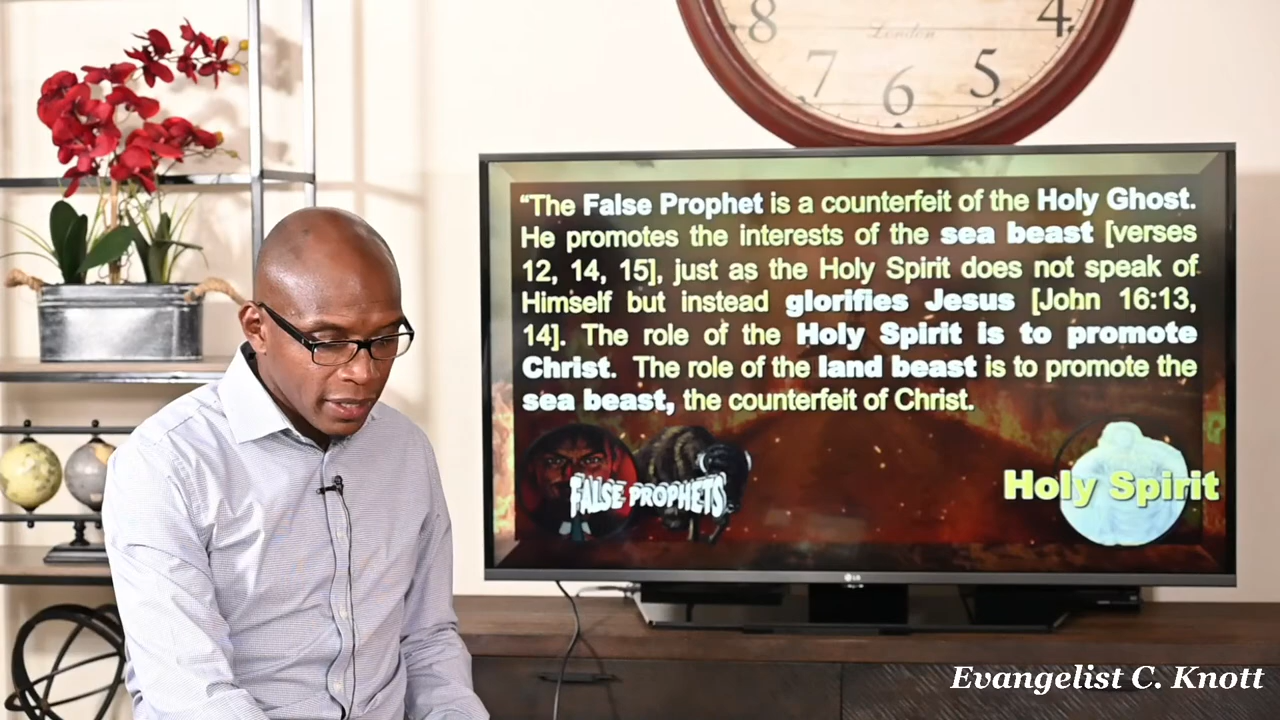 8
4
London
7
5
6
“The False Prophet is a counterfeit of the Holy Ghost.
He promotes the interests of the sea beast [verses
12, 14, 15], just as the Holy Spirit does not speak of
Himself but instead glorifies Jesus [John 16:13,
14]. The role of the Holy Spirit is to promote
Christ. The role of the land beast is to promote the
sea beast, the counterfeit of Christ.
FALSE PROPHETS
Holy Spirit
LG
Evangelist C. Knott